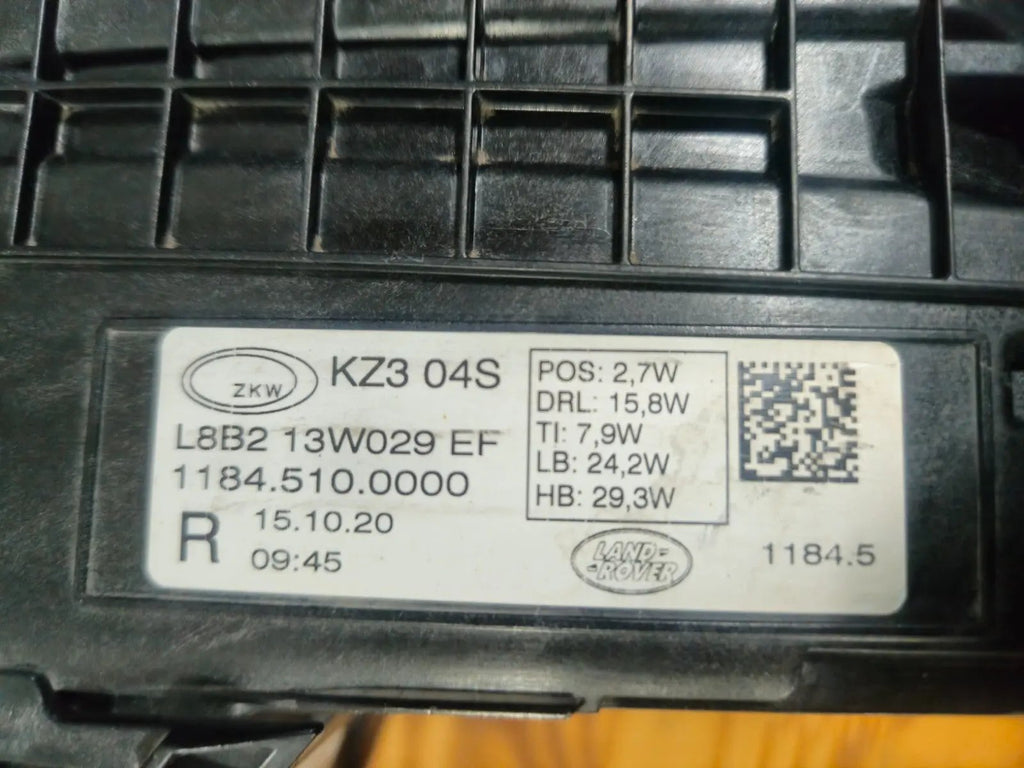 ZKW
KZ3 04S
L8B2 13W029 EF
1184.510.0000
R
15.10.20
09:45
POS: 2,7W
DRL: 15,8W
TI: 7,9W
LB: 24,2W
HB: 29,3W
LAND-
-ROVER
1184.5